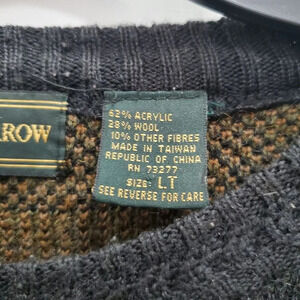 ROW
62% ACRYLIC
28% WOOL
10% OTHER FIBRES
MADE IN TAIWAN
REPUBLIC OF CHINA
RN 73277
SIZE: LT
SEE REVERSE FOR CARE